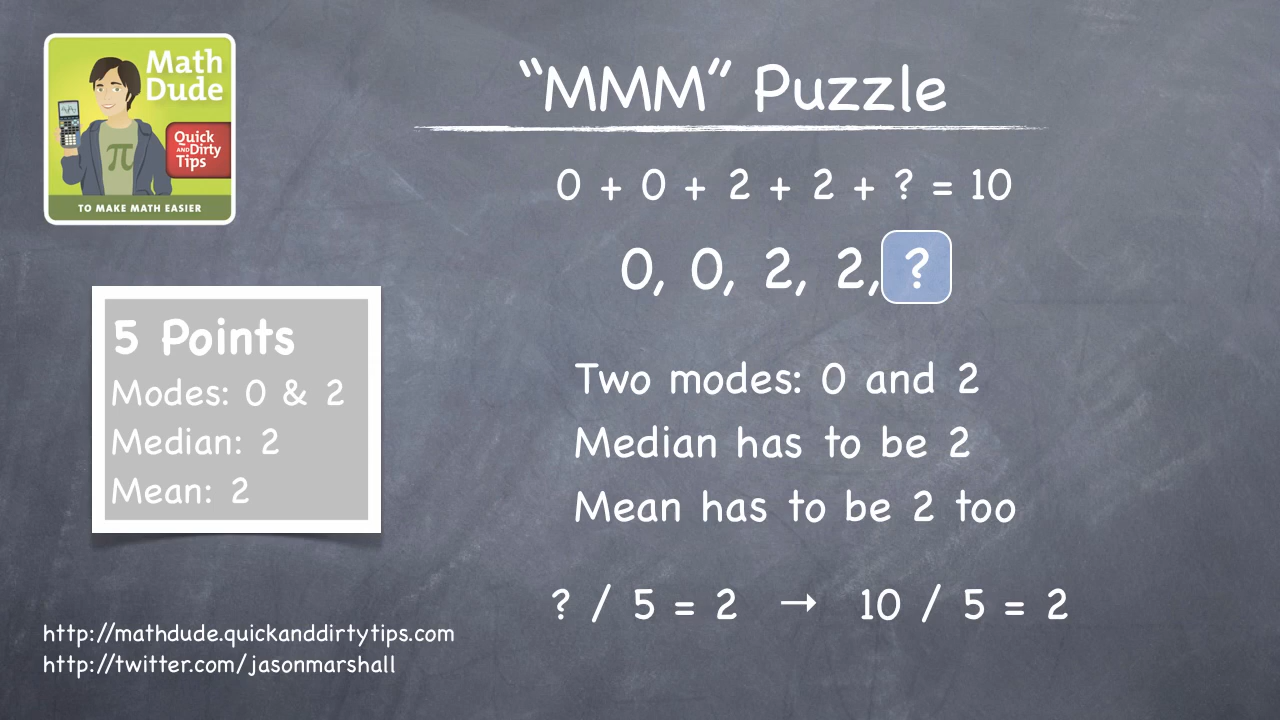 Math
Dude
Quick
AND Dirty
Tips
π
TO MAKE MATH EASIER
“MMM” Puzzle
0 + 0 + 2 + 2 + ? = 10
0, 0, 2, 2, ?
5 Points
Modes: 0 & 2
Median: 2
Mean: 2
Two modes: 0 and 2
Median has to be 2
Mean has to be 2 too
? / 5 = 2 → 10 / 5 = 2
http://mathdude.quickanddirtytips.com
http://twitter.com/jasonmarshall